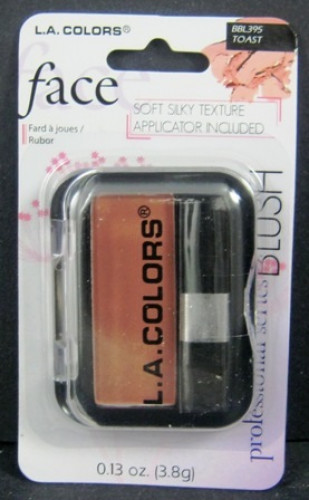 L.A. COLORS®
BBL395
TOAST
face
SOFT SILKY TEXTURE
APPLICATOR INCLUDED
Fard à joues /
Rubor
L.A.COLORS®
professional series BLUSH
0.13 oz. (3.8g)